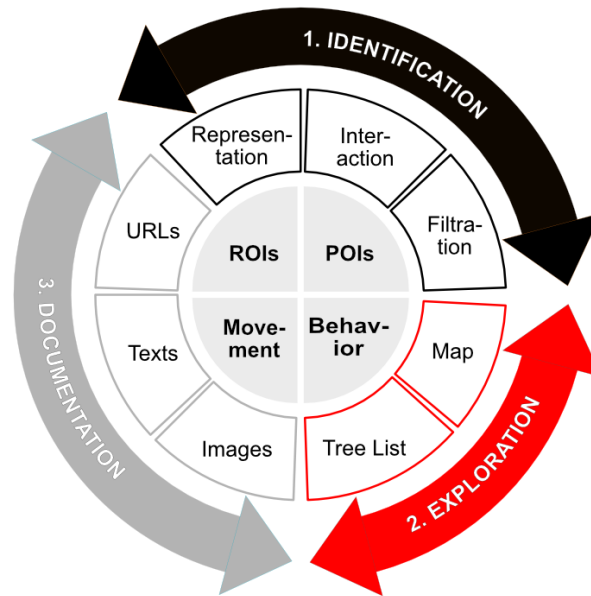 1. IDENTIFICATION
Represen-
tation
Inter-
action
Filtra-
tion
URLs
ROIs
POIs
Move-
ment
Behav-
ior
Map
Texts
Images
Tree List
2. EXPLORATION
3. DOCUMENTATION